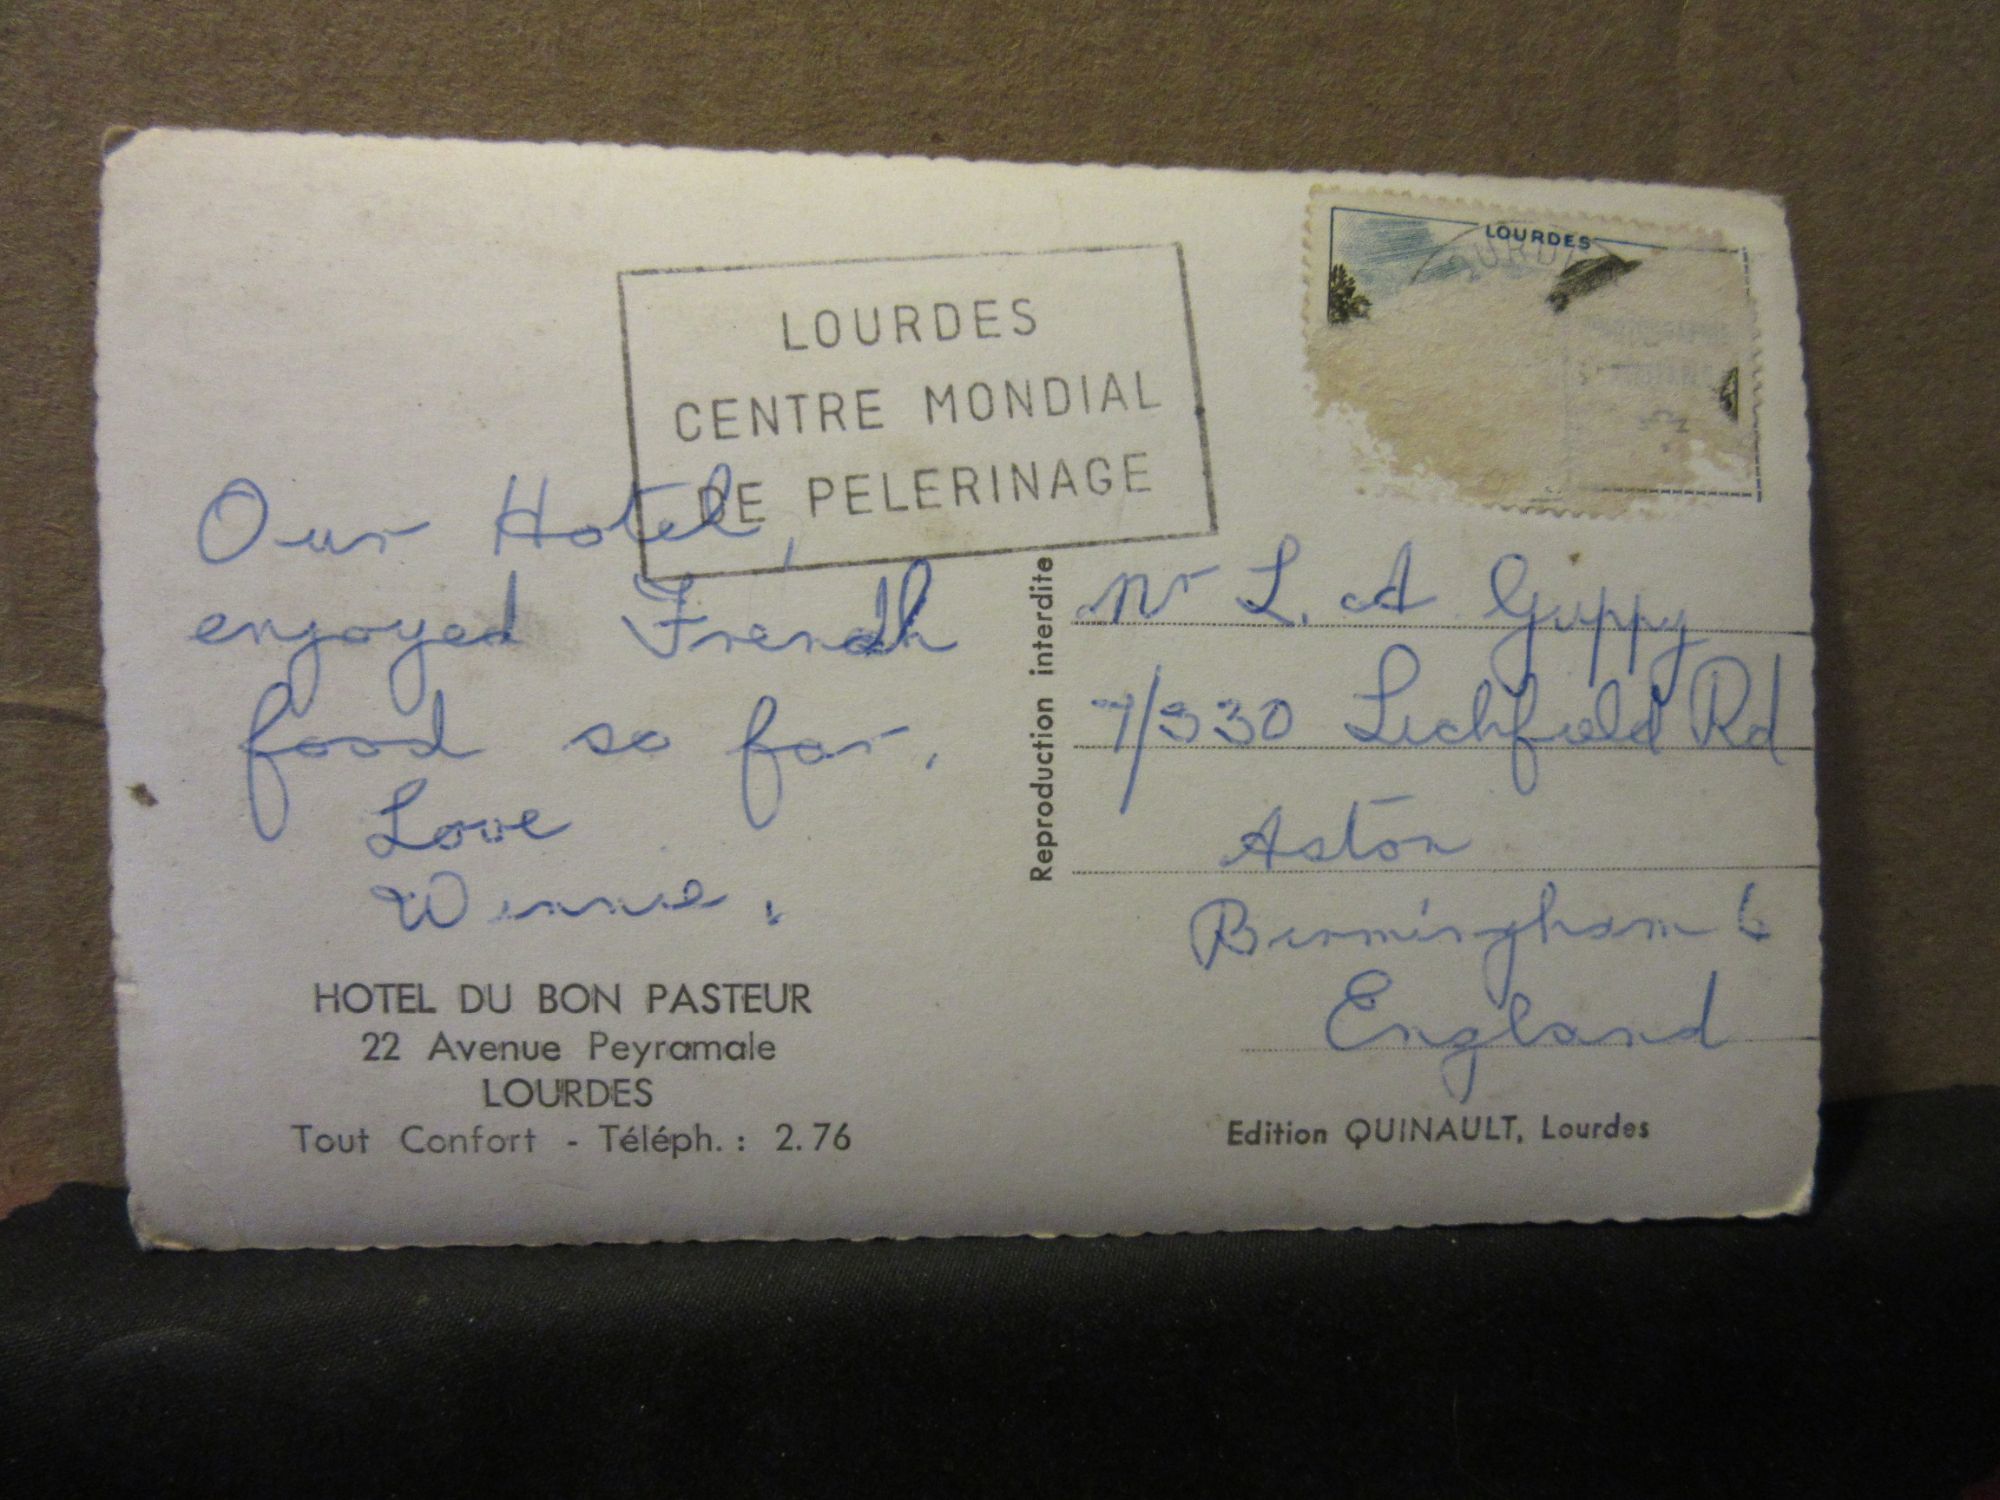 LOURDES
CENTRE MONDIAL
DE PELERINAGE
LOURDES
Our Hotel,
enjoyed French
food so far.
Love
Winnie.
HOTEL DU BON PASTEUR
22 Avenue Peyramale
LOURDES
Tout Confort - Téléph. : 2.76
Reproduction interdite
Mr L. A Guppy
7/330 Lichfield Rd
Aston
Birmingham 6
England
Edition QUINAULT, Lourdes